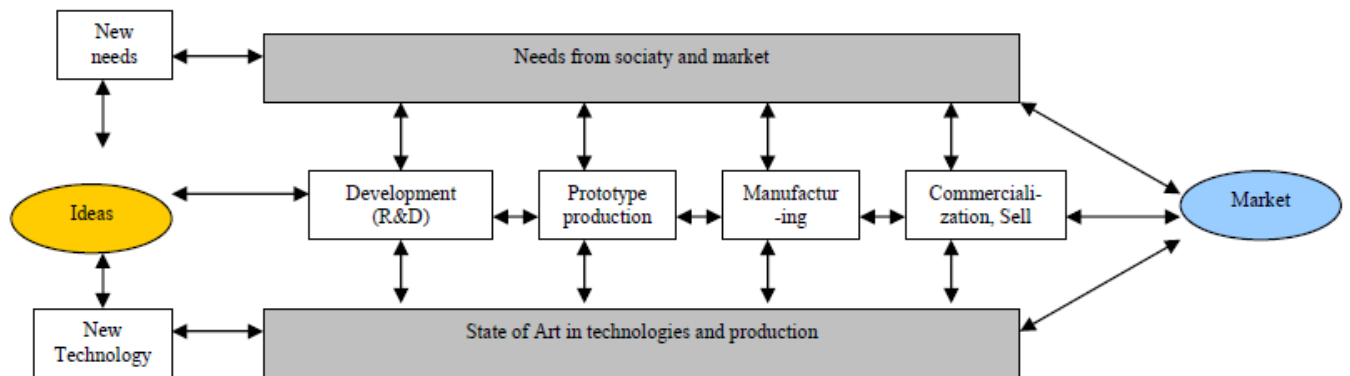 New
needs
Needs from sociaty and market
Ideas
Development
(R&D)
Prototype
production
Manufactur
-ing
Commerciali-
zation, Sell
Market
New
Technology
State of Art in technologies and production